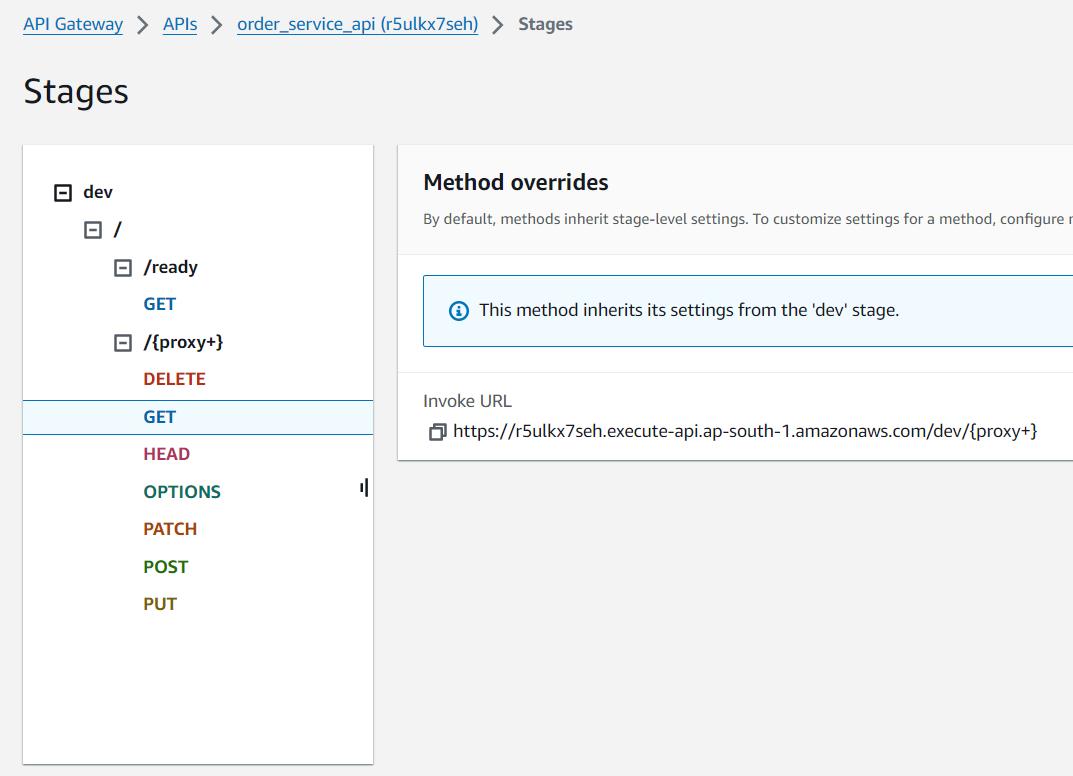 API Gateway > APIs > order_service_api (r5ulkx7seh) > Stages
Stages
dev
/
/ready
GET
/{proxy+}
DELETE
GET
HEAD
OPTIONS
PATCH
POST
PUT
Method overrides
By default, methods inherit stage-level settings. To customize settings for a method, configure
This method inherits its settings from the 'dev' stage.
Invoke URL
https://r5ulkx7seh.execute-api.ap-south-1.amazonaws.com/dev/{proxy+}